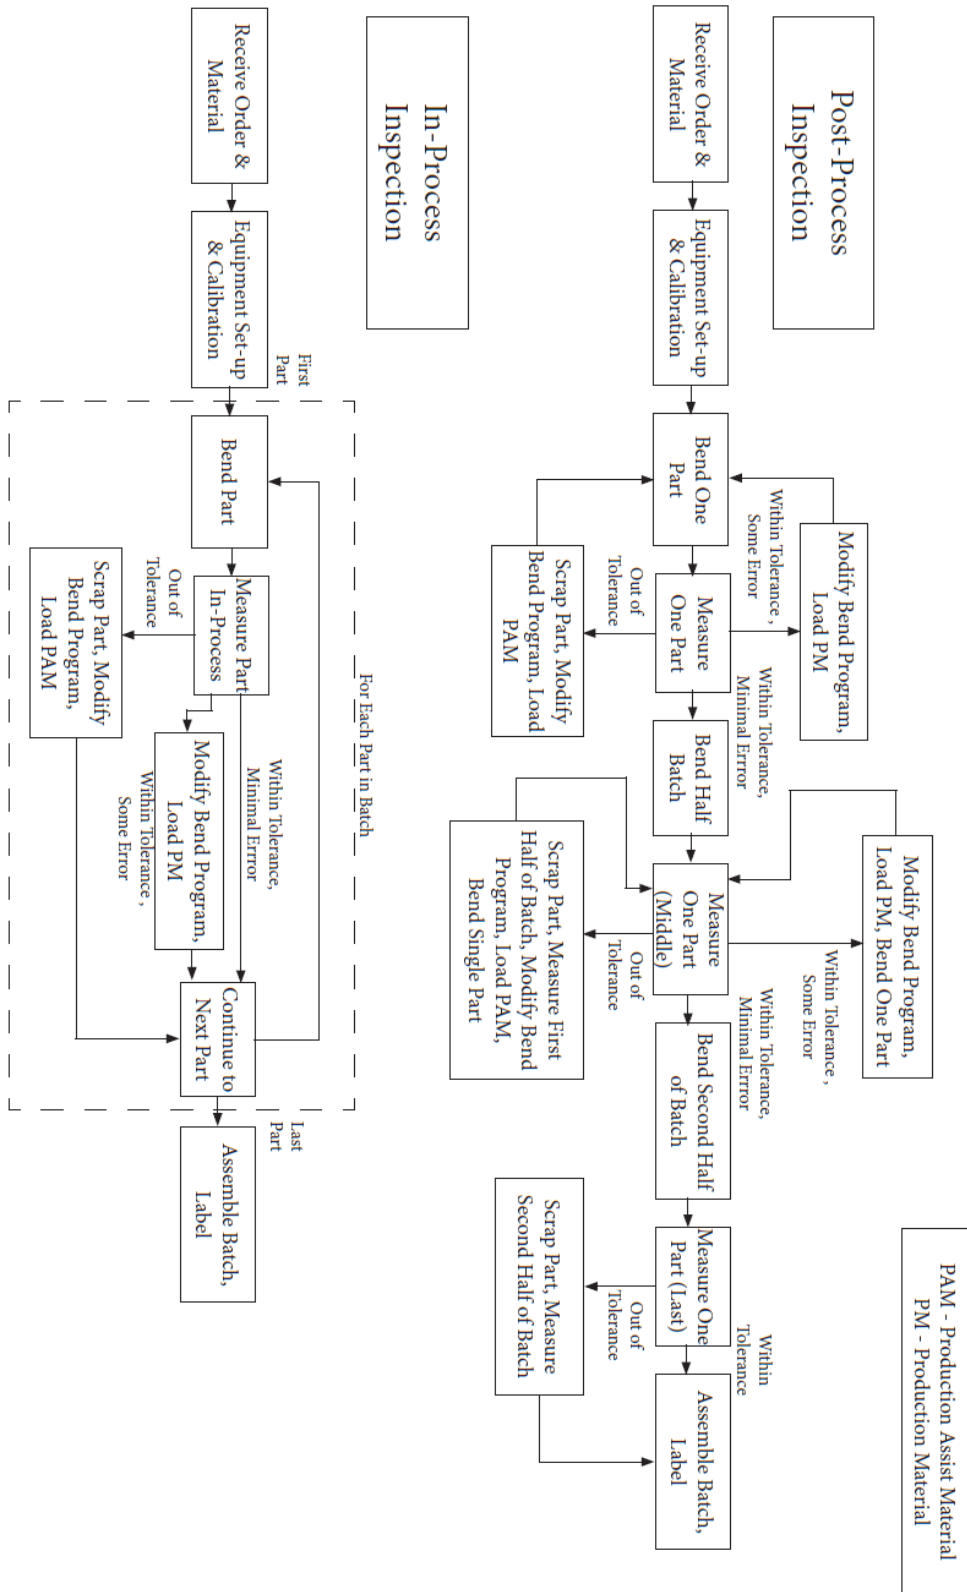 Post-Process
Inspection
PAM - Production Assist Material
PM - Production Material
Receive Order &
Material
Equipment Set-up
& Calibration
Bend One
Part
Modify Bend Program,
Load PM
Within Tolerance ,
Some Error
Measure
One Part
Out of
Tolerance
Scrap Part, Modify
Bend Program, Load
PAM
Within Tolerance,
Minimal Errror
Bend Half
Batch
Measure
One Part
(Middle)
Modify Bend Program,
Load PM, Bend One Part
Within Tolerance ,
Some Error
Out of
Tolerance
Scrap Part, Measure First
Half of Batch, Modify Bend
Program, Load PAM,
Bend Single Part
Within Tolerance,
Minimal Errror
Bend Second Half
of Batch
Measure One
Part (Last)
Out of
Tolerance
Scrap Part, Measure
Second Half of Batch
Within
Tolerance
Assemble Batch,
Label
In-Process
Inspection
Receive Order &
Material
Equipment Set-up
& Calibration
First
Part
For Each Part in Batch
Bend Part
Measure Part
In-Process
Out of
Tolerance
Scrap Part, Modify
Bend Program,
Load PAM
Within Tolerance,
Minimal Errror
Modify Bend Program,
Load PM
Within Tolerance ,
Some Error
Continue to
Next Part
Last
Part
Assemble Batch,
Label